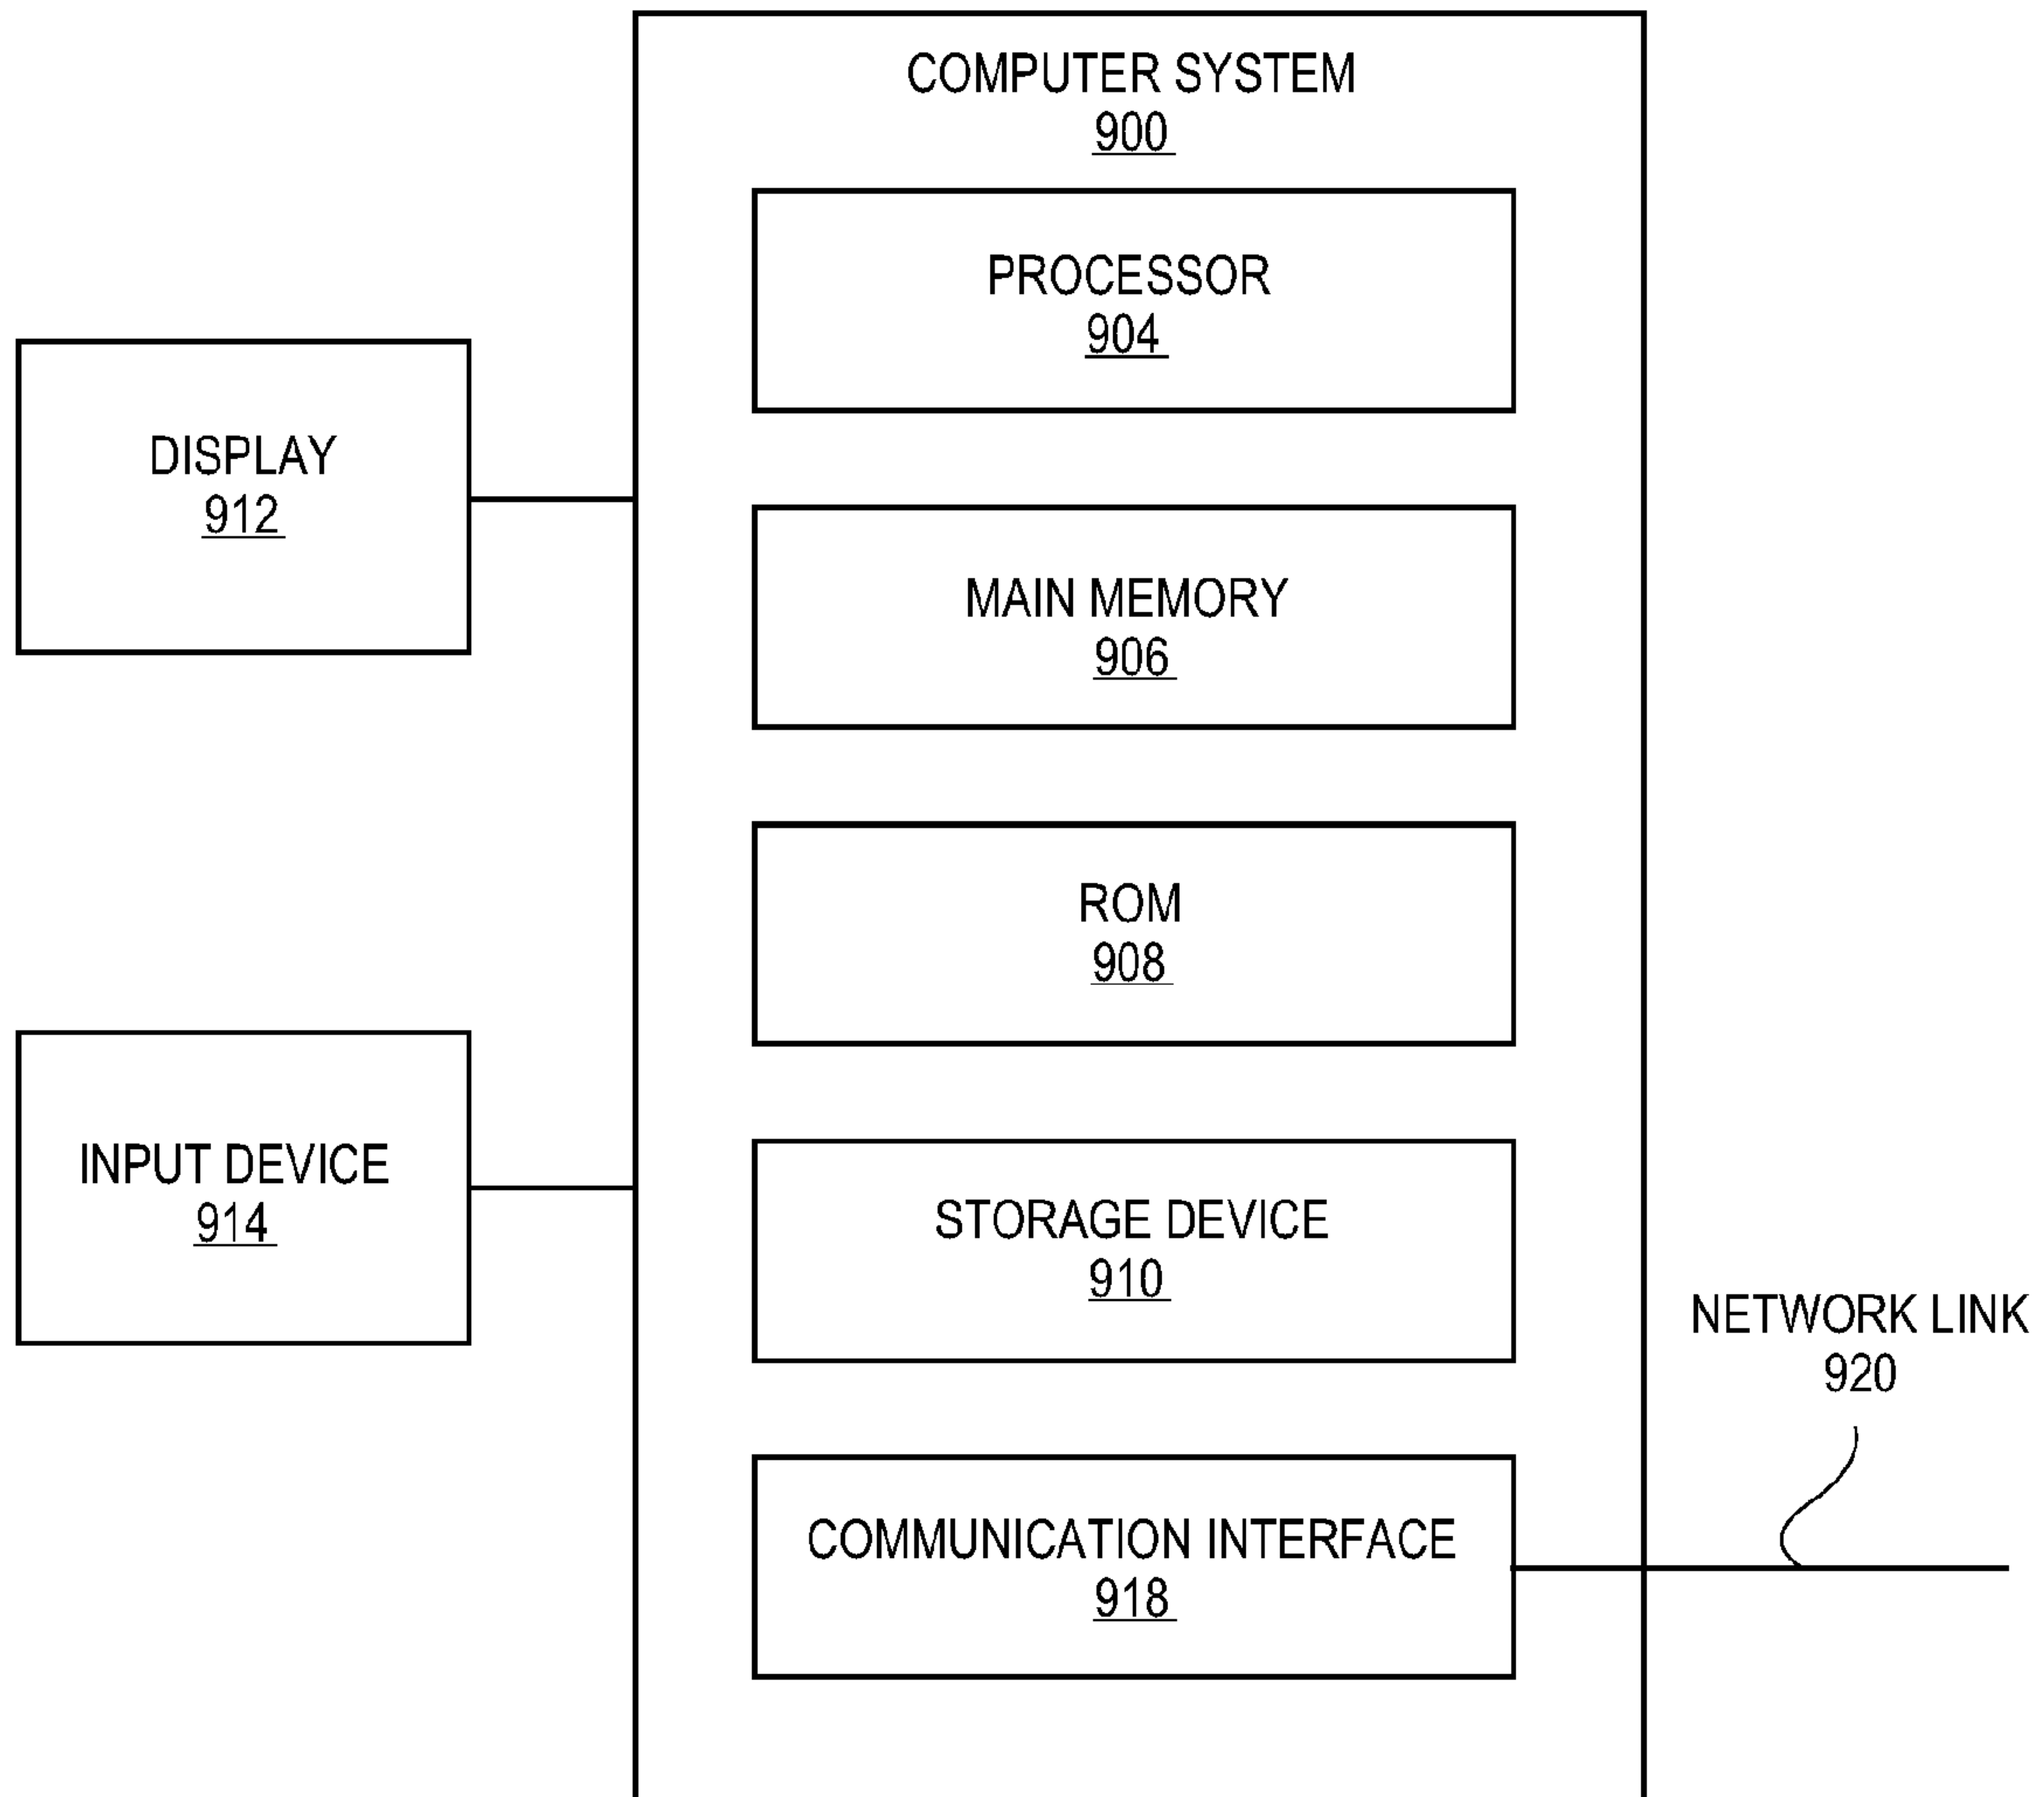 COMPUTER SYSTEM
900
PROCESSOR
904
DISPLAY
912
MAIN MEMORY
906
ROM
908
INPUT DEVICE
914
STORAGE DEVICE
910
NETWORK LINK
920
COMMUNICATION INTERFACE
918